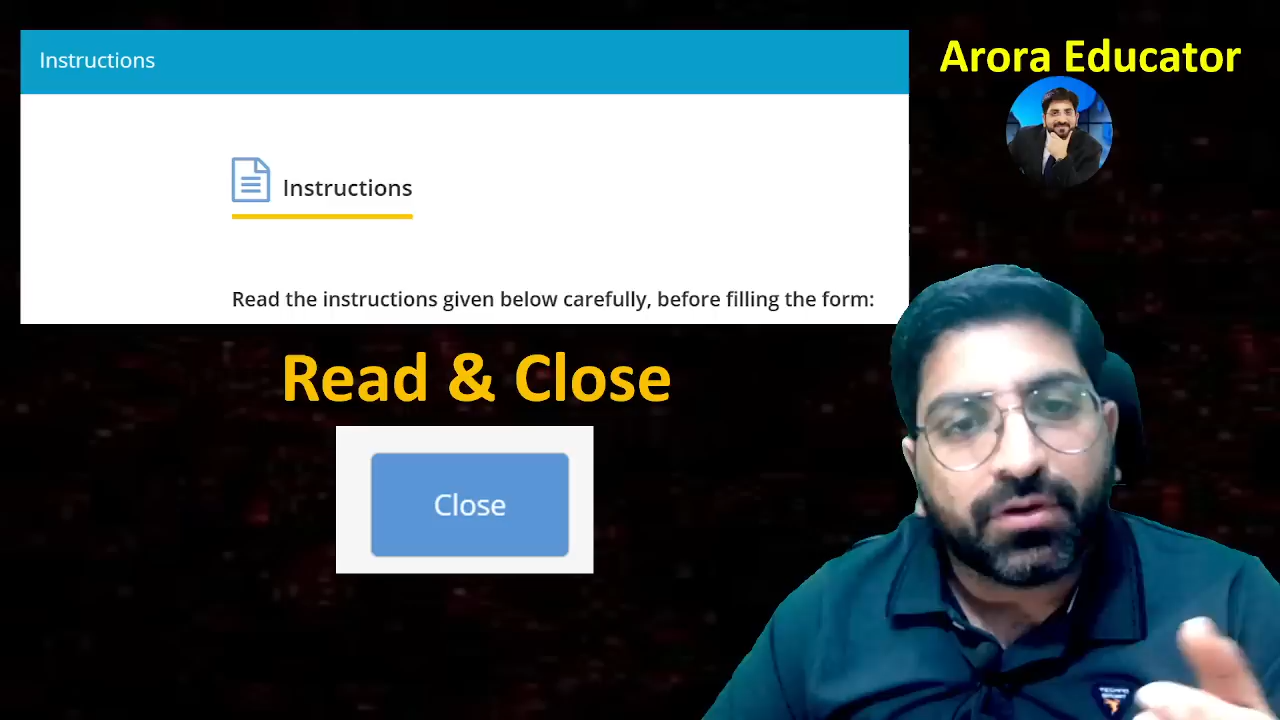 Instructions
Arora Educator
Instructions
Read the instructions given below carefully, before filling the form:
Read & Close
Close